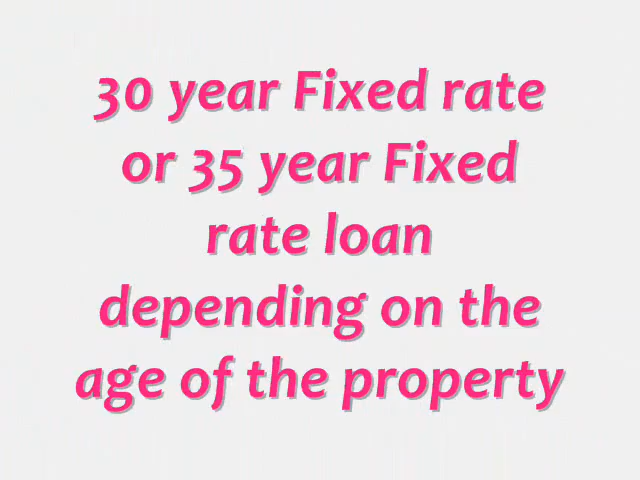 30 year Fixed rate
or 35 year Fixed
rate loan
depending on the
age of the property